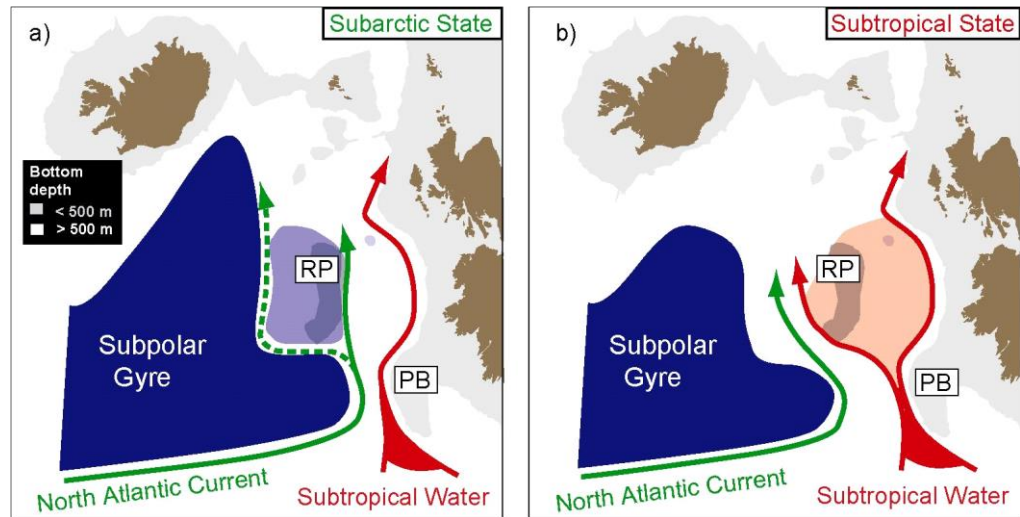 a)
Subarctic State
Bottom
depth
< 500 m
> 500 m
RP
Subpolar
Gyre
PB
North Atlantic Current
Subtropical Water
b)
Subtropical State
RP
Subpolar
Gyre
PB
North Atlantic Current
Subtropical Water